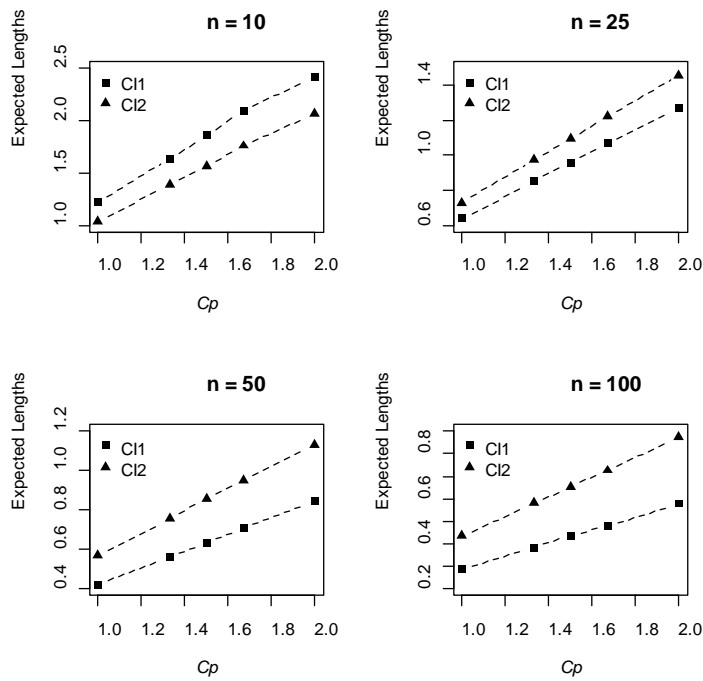 n = 10
Expected Lengths
2.5
2.0
1.5
1.0
CI1
CI2
1.0 1.2 1.4 1.6 1.8 2.0
Cp
n = 25
Expected Lengths
1.4
1.0
0.6
CI1
CI2
1.0 1.2 1.4 1.6 1.8 2.0
Cp
n = 50
Expected Lengths
1.2
1.0
0.8
0.6
0.4
CI1
CI2
1.0 1.2 1.4 1.6 1.8 2.0
Cp
n = 100
Expected Lengths
0.8
0.6
0.4
0.2
CI1
CI2
1.0 1.2 1.4 1.6 1.8 2.0
Cp